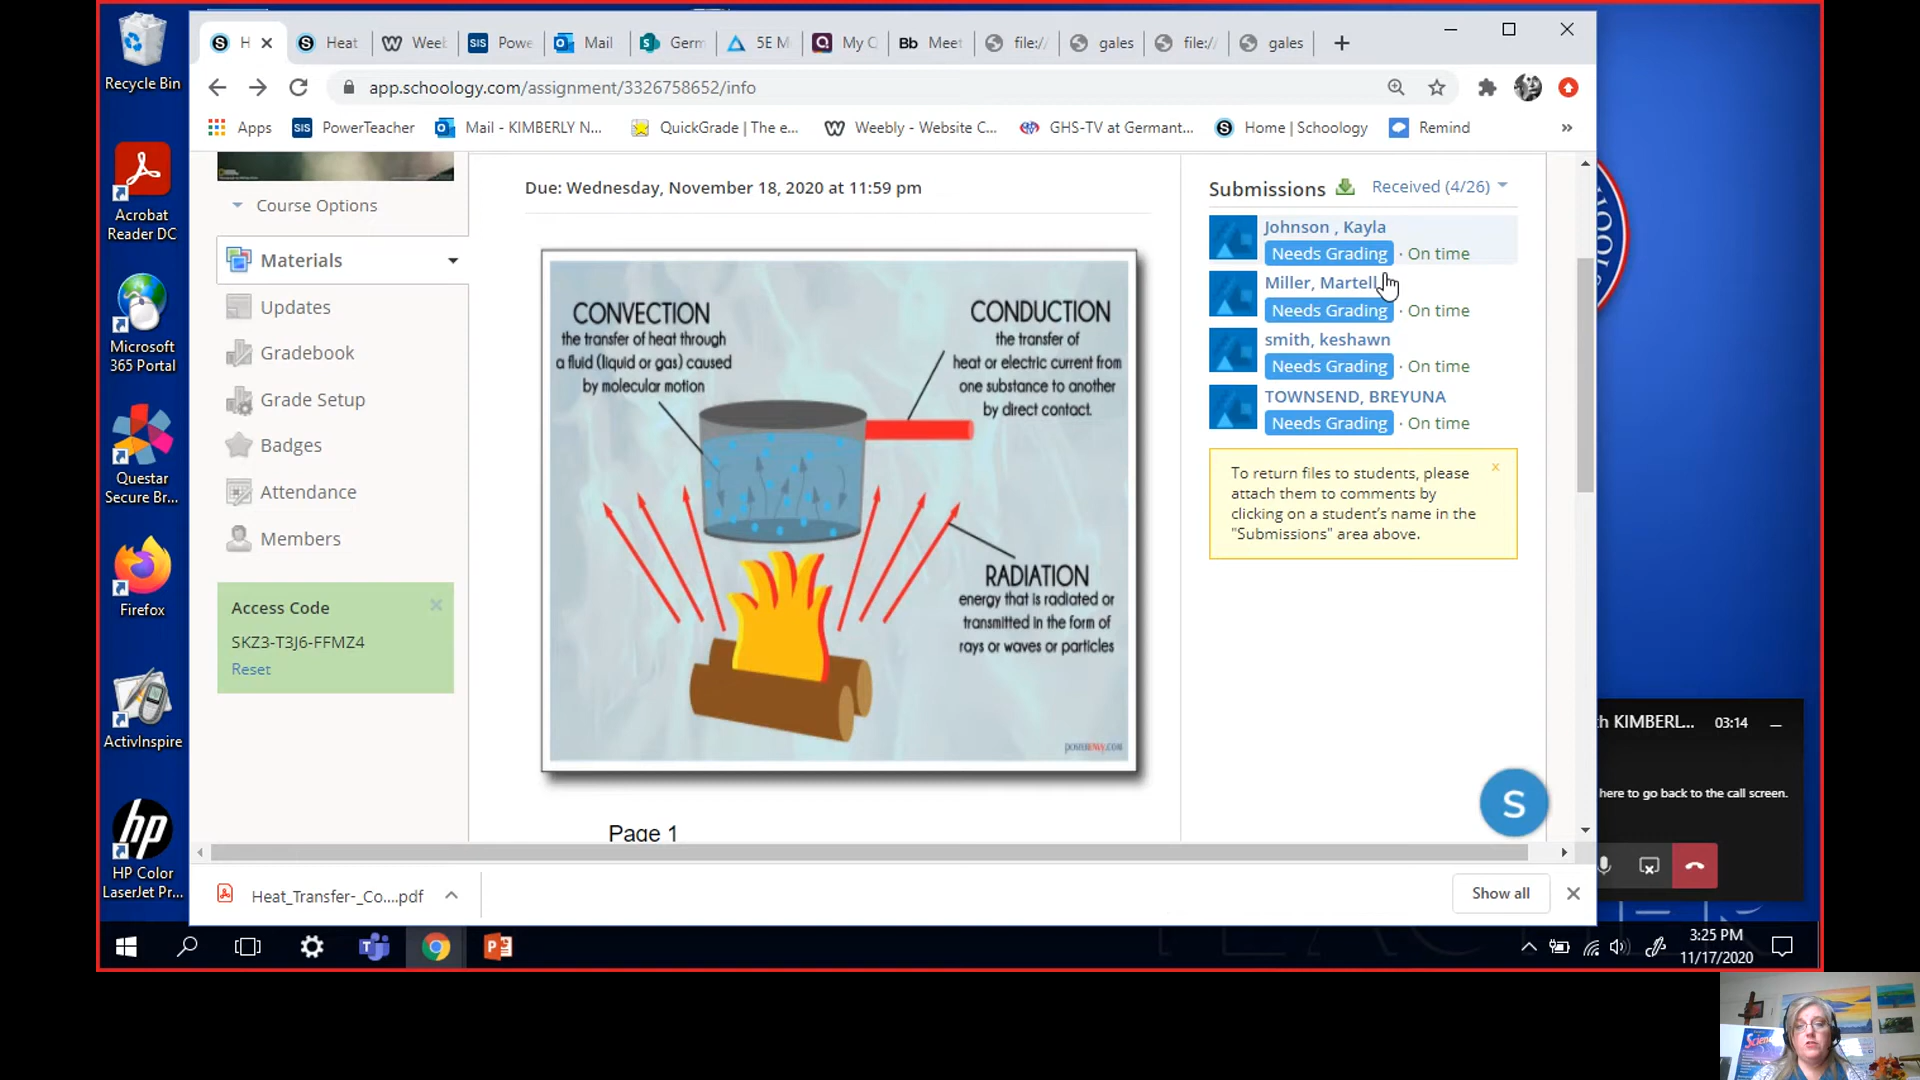 Recycle Bin
Acrobat
Reader DC
Microsoft
365 Portal
Questar
Secure Br...
Firefox
ActivInspire
HP Color
LaserJet Pr...
H
Heat
Weeb
Powe
Mail
Germ
5E M
My Q
Bb Meet
file:/
gales
file:/
gales
app.schoology.com/assignment/3326758652/info
Apps
SIS PowerTeacher
Mail - KIMBERLY N...
QuickGrade | The e...
Weebly - Website C...
GHS-TV at Germant...
Home | Schoology
Remind
Course Options
Materials
Updates
Gradebook
Grade Setup
Badges
Attendance
Members
Access Code
SKZ3-T3J6-FFMZ4
Reset
Due: Wednesday, November 18, 2020 at 11:59 pm
CONVECTION
the transfer of heat through
a fluid (liquid or gas) caused
by molecular motion
CONDUCTION
the transfer of
heat or electric current from
one substance to another
by direct contact.
RADIATION
energy that is radiated or
transmitted in the form of
rays or waves or particles
Page 1
Submissions Received (4/26)
Johnson , Kayla
Needs Grading · On time
Miller, Martell
Needs Grading · On time
smith, keshawn
Needs Grading · On time
TOWNSEND, BREYUNA
Needs Grading · On time
To return files to students, please
attach them to comments by
clicking on a student's name in the
"Submissions" area above.
S
th KIMBERL... 03:14
here to go back to the call screen.
Heat_Transfer-_Co....pdf
Show all
3:25 PM
11/17/2020